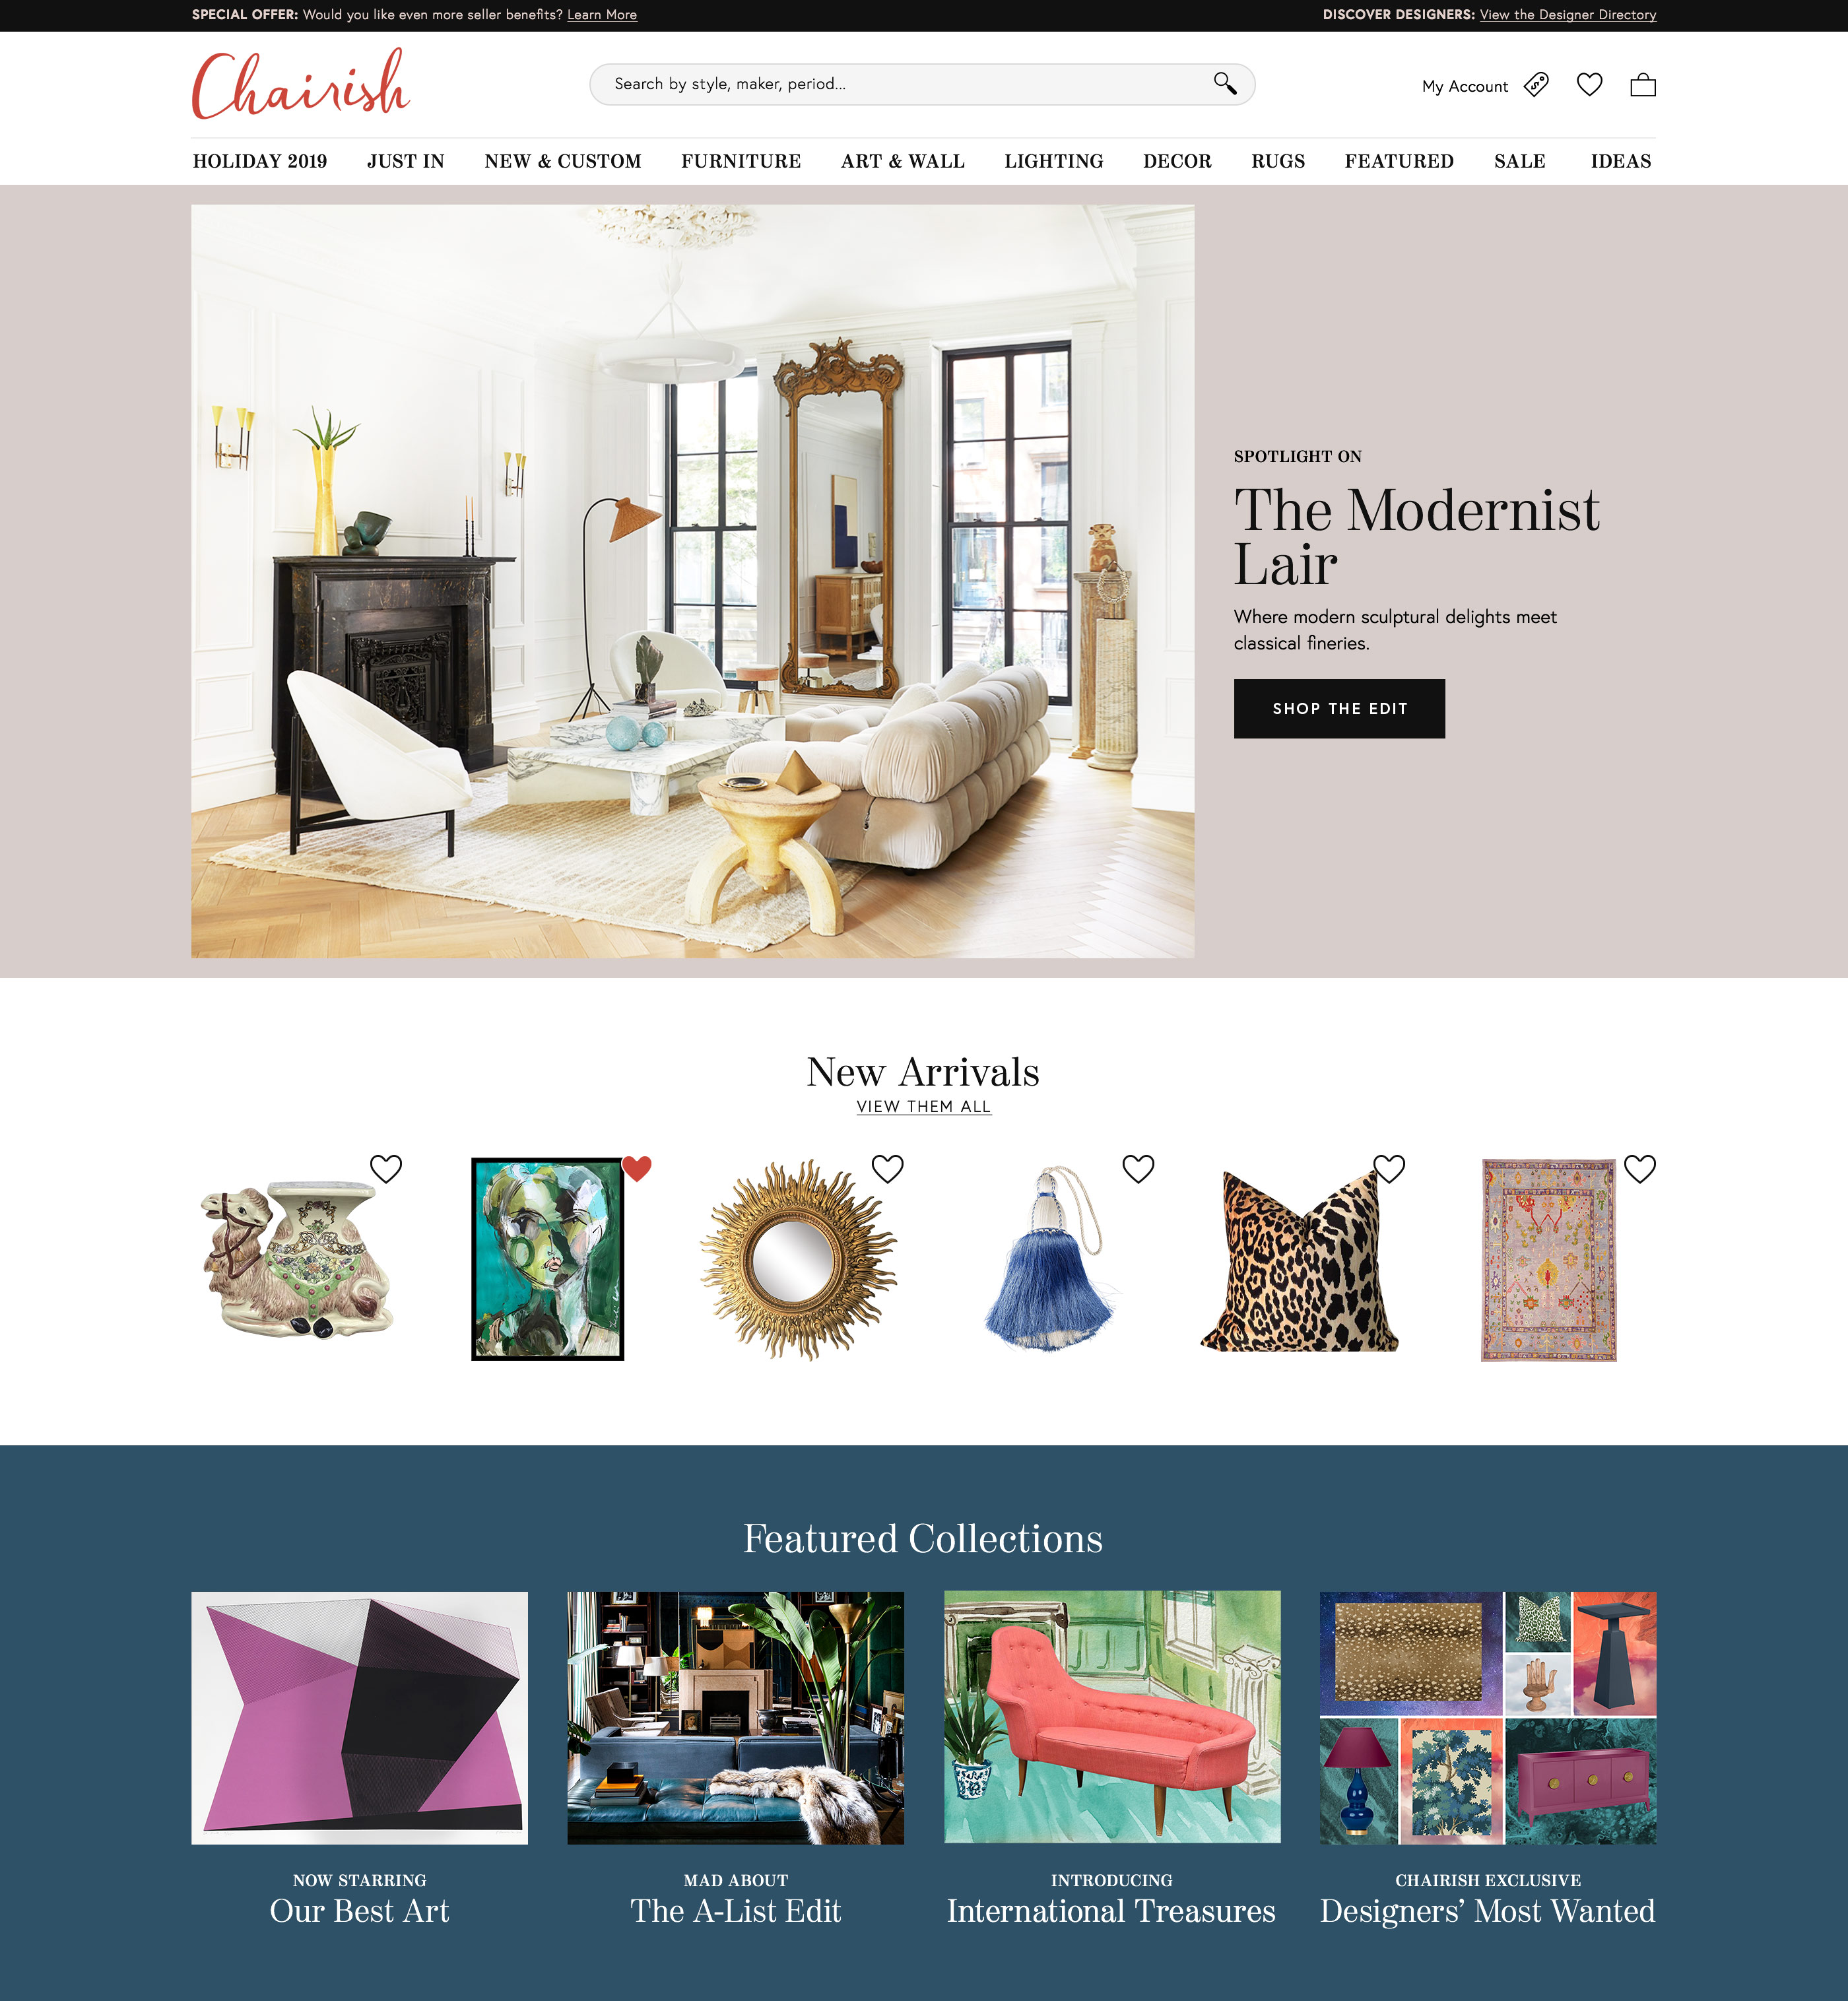 SPECIAL OFFER: Would you like even more seller benefits? Learn More
DISCOVER DESIGNERS: View the Designer Directory
Chairish
Search by style, maker, period...
My Account
HOLIDAY 2019 JUST IN NEW & CUSTOM FURNITURE ART & WALL LIGHTING DECOR RUGS FEATURED SALE IDEAS
SPOTLIGHT ON
The Modernist
Lair
Where modern sculptural delights meet
classical fineries.
SHOP THE EDIT
New Arrivals
VIEW THEM ALL
Featured Collections
NOW STARRING
Our Best Art
MAD ABOUT
The A-List Edit
INTRODUCING
International Treasures
CHAIRISH EXCLUSIVE
Designers’ Most Wanted